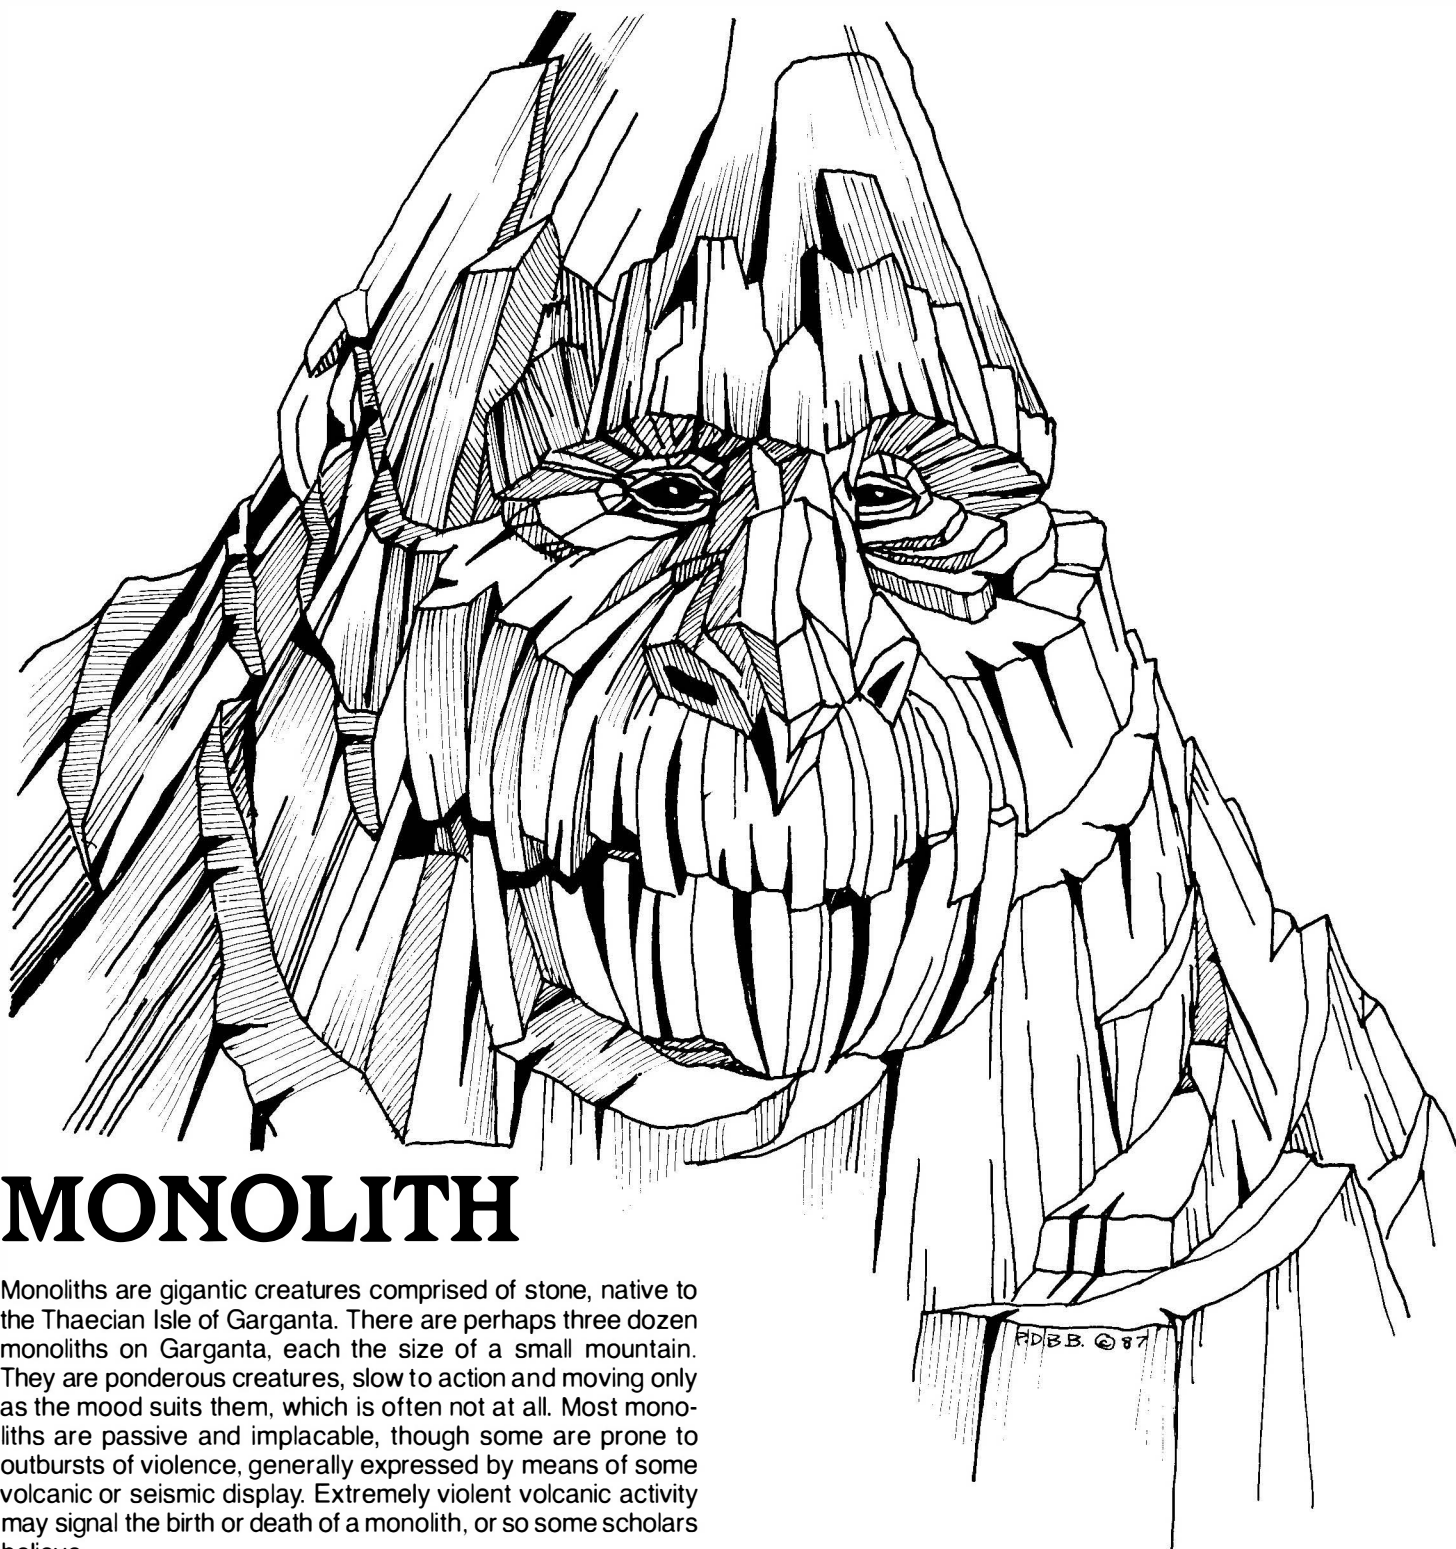 P.D.B.B. © 87
MONOLITH
Monoliths are gigantic creatures comprised of stone, native to
the Thaecian Isle of Garganta. There are perhaps three dozen
monoliths on Garganta, each the size of a small mountain.
They are ponderous creatures, slow to action and moving only
as the mood suits them, which is often not at all. Most mono-
liths are passive and implacable, though some are prone to
outbursts of violence, generally expressed by means of some
volcanic or seismic display. Extremely violent volcanic activity
may signal the birth or death of a monolith, or so some scholars